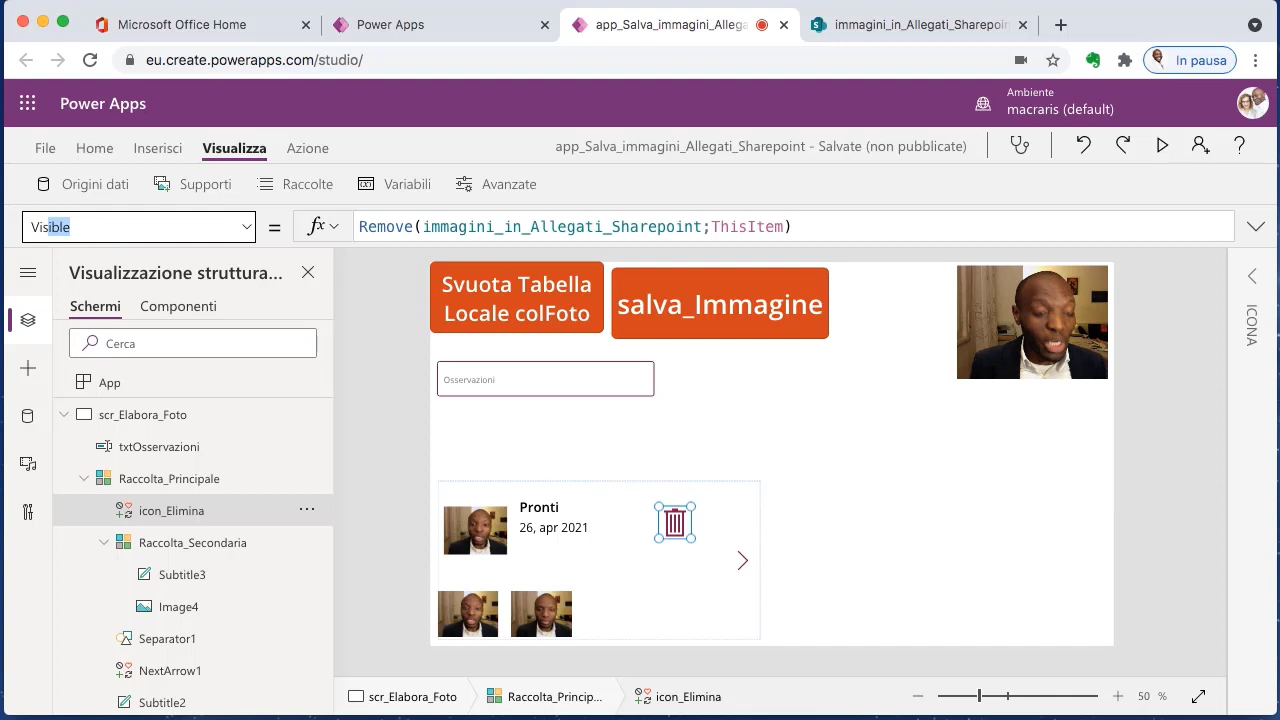 Microsoft Office Home
Power Apps
app_Salva_immagini_Allega
immagini_in_Allegati_Sharepoin
eu.create.powerapps.com/studio/
In pausa
Power Apps
Ambiente
macraris (default)
File
Home
Inserisci
Visualizza
Azione
app_Salva_immagini_Allegati_Sharepoint - Salvate (non pubblicate)
Origini dati
Supporti
Raccolte
Variabili
Avanzate
Visible
=
fx
Remove(immagini_in_Allegati_Sharepoint;ThisItem)
Visualizzazione struttura...
Schermi
Componenti
Cerca
App
scr_Elabora_Foto
txtOsservazioni
Raccolta_Principale
icon_Elimina
Raccolta_Secondaria
Subtitle3
Image4
Separator1
NextArrow1
Subtitle2
Svuota Tabella
Locale colFoto
salva_Immagine
Osservazioni
Pronti
26, apr 2021
ICONA
scr_Elabora_Foto
Raccolta_Princip...
icon_Elimina
50 %